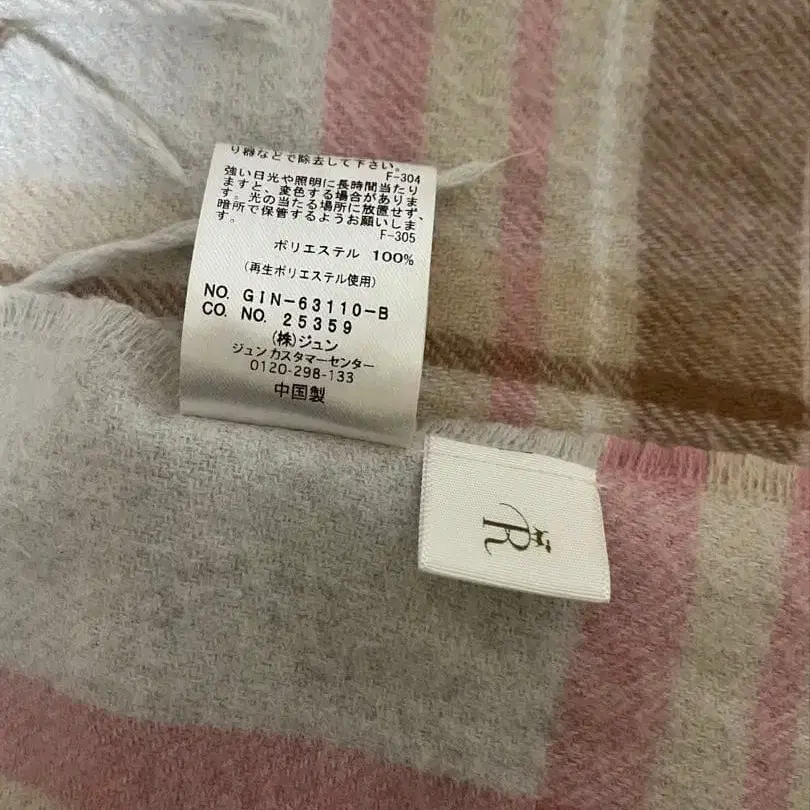 り器などで除去して下さい。
F-304
強い日光や照明に長時間当たり
ますと、変色する場合がありま
す。光の当たる場所に放置せず、
暗所で保管するようお願いしま
す。
F-305
ポリエステル 100%
(再生ポリエステル使用)
NO. GIN-63110-B
CO. NO. 25359
(株)ジュン
ジュンカスタマーセンター
0120-298-133
中国製
R